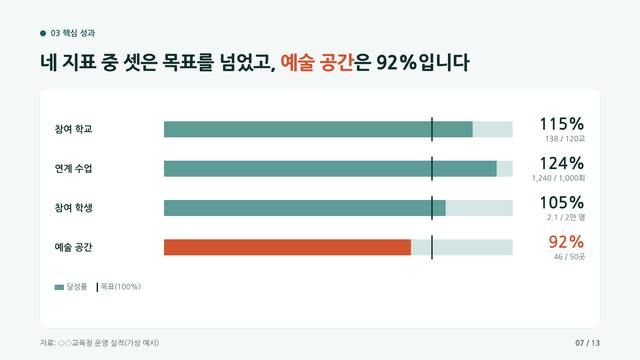 03 핵심 성과
네 지표 중 셋은 목표를 넘었고, 예술 공간은 92%입니다
참여 학교
115%
138 / 120교
연계 수업
124%
1,240 / 1,000회
참여 학생
105%
2.1 / 2만 명
예술 공간
92%
46 / 50곳
달성률 목표(100%)
자료: ○○교육청 운영 실적(가상 예시)
07 / 13